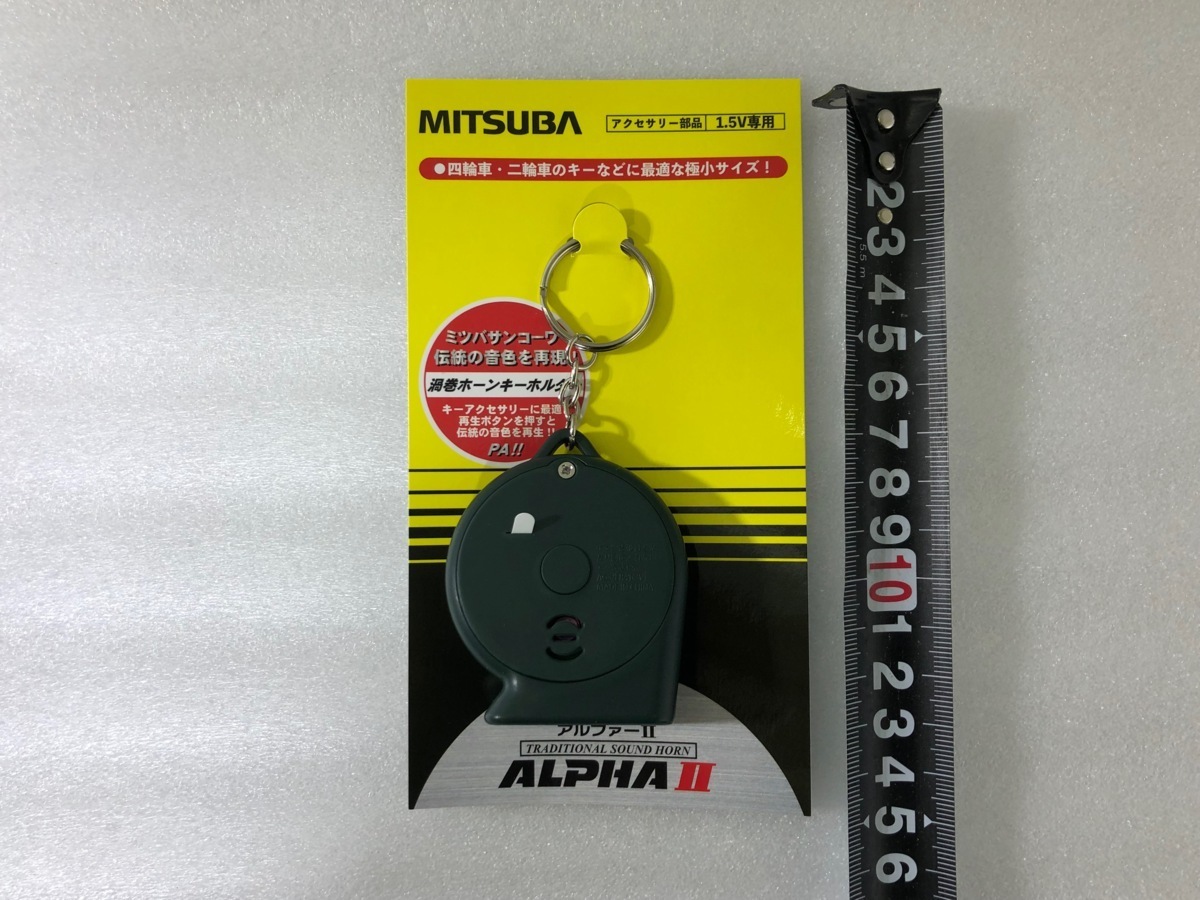 MITSUBA
アクセサリー部品 1.5V専用
●四輪車・二輪車のキーなどに最適な極小サイズ!
ミツバサンコーワ
伝統の音色を再現
渦巻ホーンキーホルダ
キーアクセサリーに最適
再生ボタンを押すと
伝統の音色を再生!!
PA!!
アルファーII
TRADITIONAL SOUND HORN
ALPHA II
2
3
55m
4
5
6
7
8
9
10
1
2
3
4
5
6